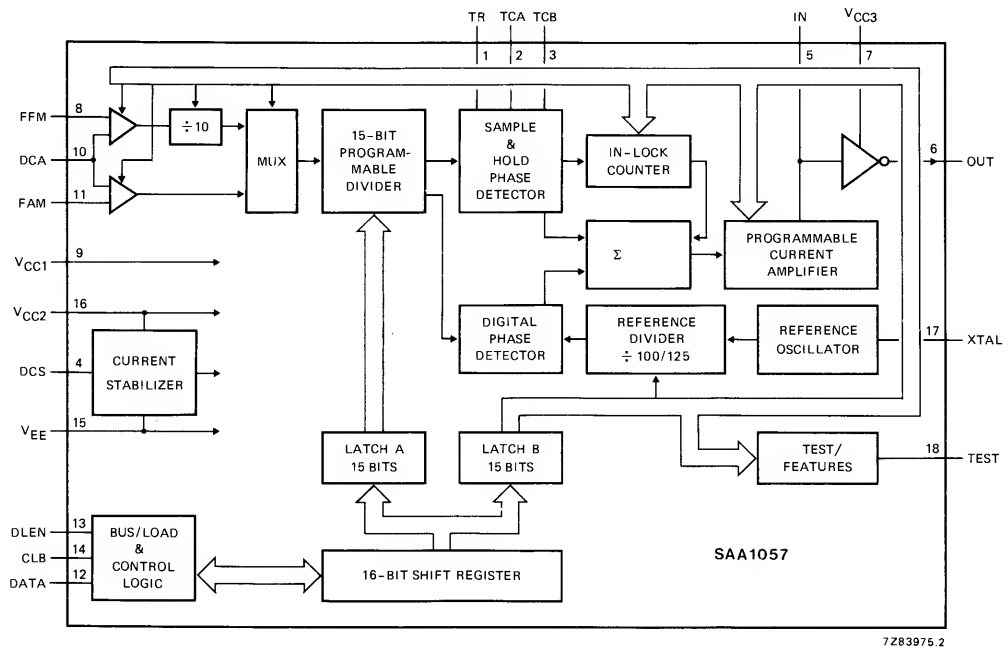 TR TCA TCB IN VCC3
1 2 3 5 7
FFM 8
÷10
DCA 10
FAM 11
MUX
15-BIT
PROGRAM-
MABLE
DIVIDER
SAMPLE
&
HOLD
PHASE
DETECTOR
IN-LOCK
COUNTER
6 OUT
Σ
PROGRAMMABLE
CURRENT
AMPLIFIER
VCC1 9
VCC2 16
DCS 4
CURRENT
STABILIZER
VEE 15
DIGITAL
PHASE
DETECTOR
REFERENCE
DIVIDER
÷ 100/125
REFERENCE
OSCILLATOR
17 XTAL
LATCH A
15 BITS
LATCH B
15 BITS
TEST/
FEATURES
18 TEST
DLEN 13
CLB 14
DATA 12
BUS/LOAD
&
CONTROL
LOGIC
16-BIT SHIFT REGISTER
SAA1057
7Z83975.2